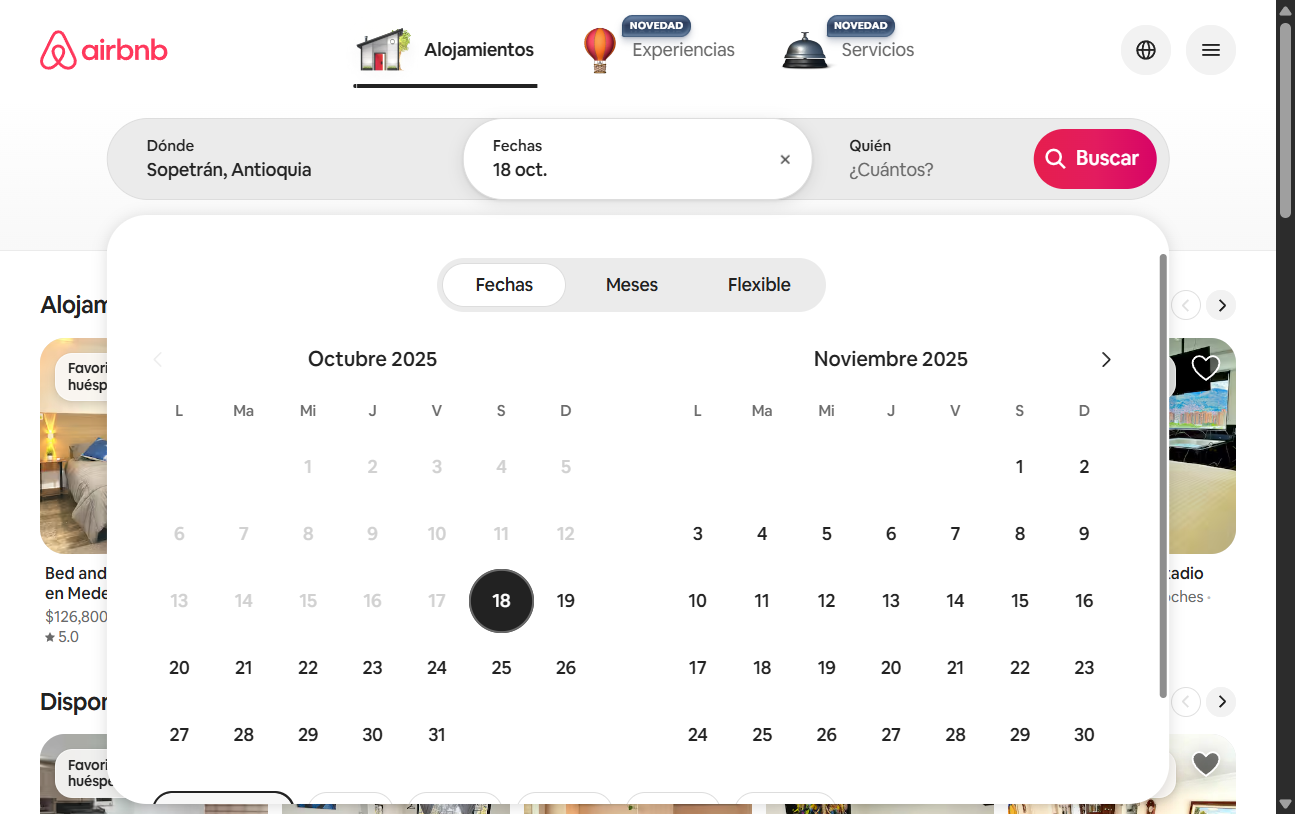 airbnb
Alojamientos
NOVEDAD
Experiencias
NOVEDAD
Servicios
Dónde
Sopetrán, Antioquia
Fechas
18 oct.
Quién
¿Cuántos?
Buscar
Fechas
Meses
Flexible
Octubre 2025
L Ma Mi J V S D
1 2 3 4 5
6 7 8 9 10 11 12
13 14 15 16 17 18 19
20 21 22 23 24 25 26
27 28 29 30 31
Noviembre 2025
L Ma Mi J V S D
1 2
3 4 5 6 7 8 9
10 11 12 13 14 15 16
17 18 19 20 21 22 23
24 25 26 27 28 29 30
Alojam
Favori
huésp
Bed and
en Mede
$126,800
5.0
tadio
oches ·
Dispon
Favori
huéspe